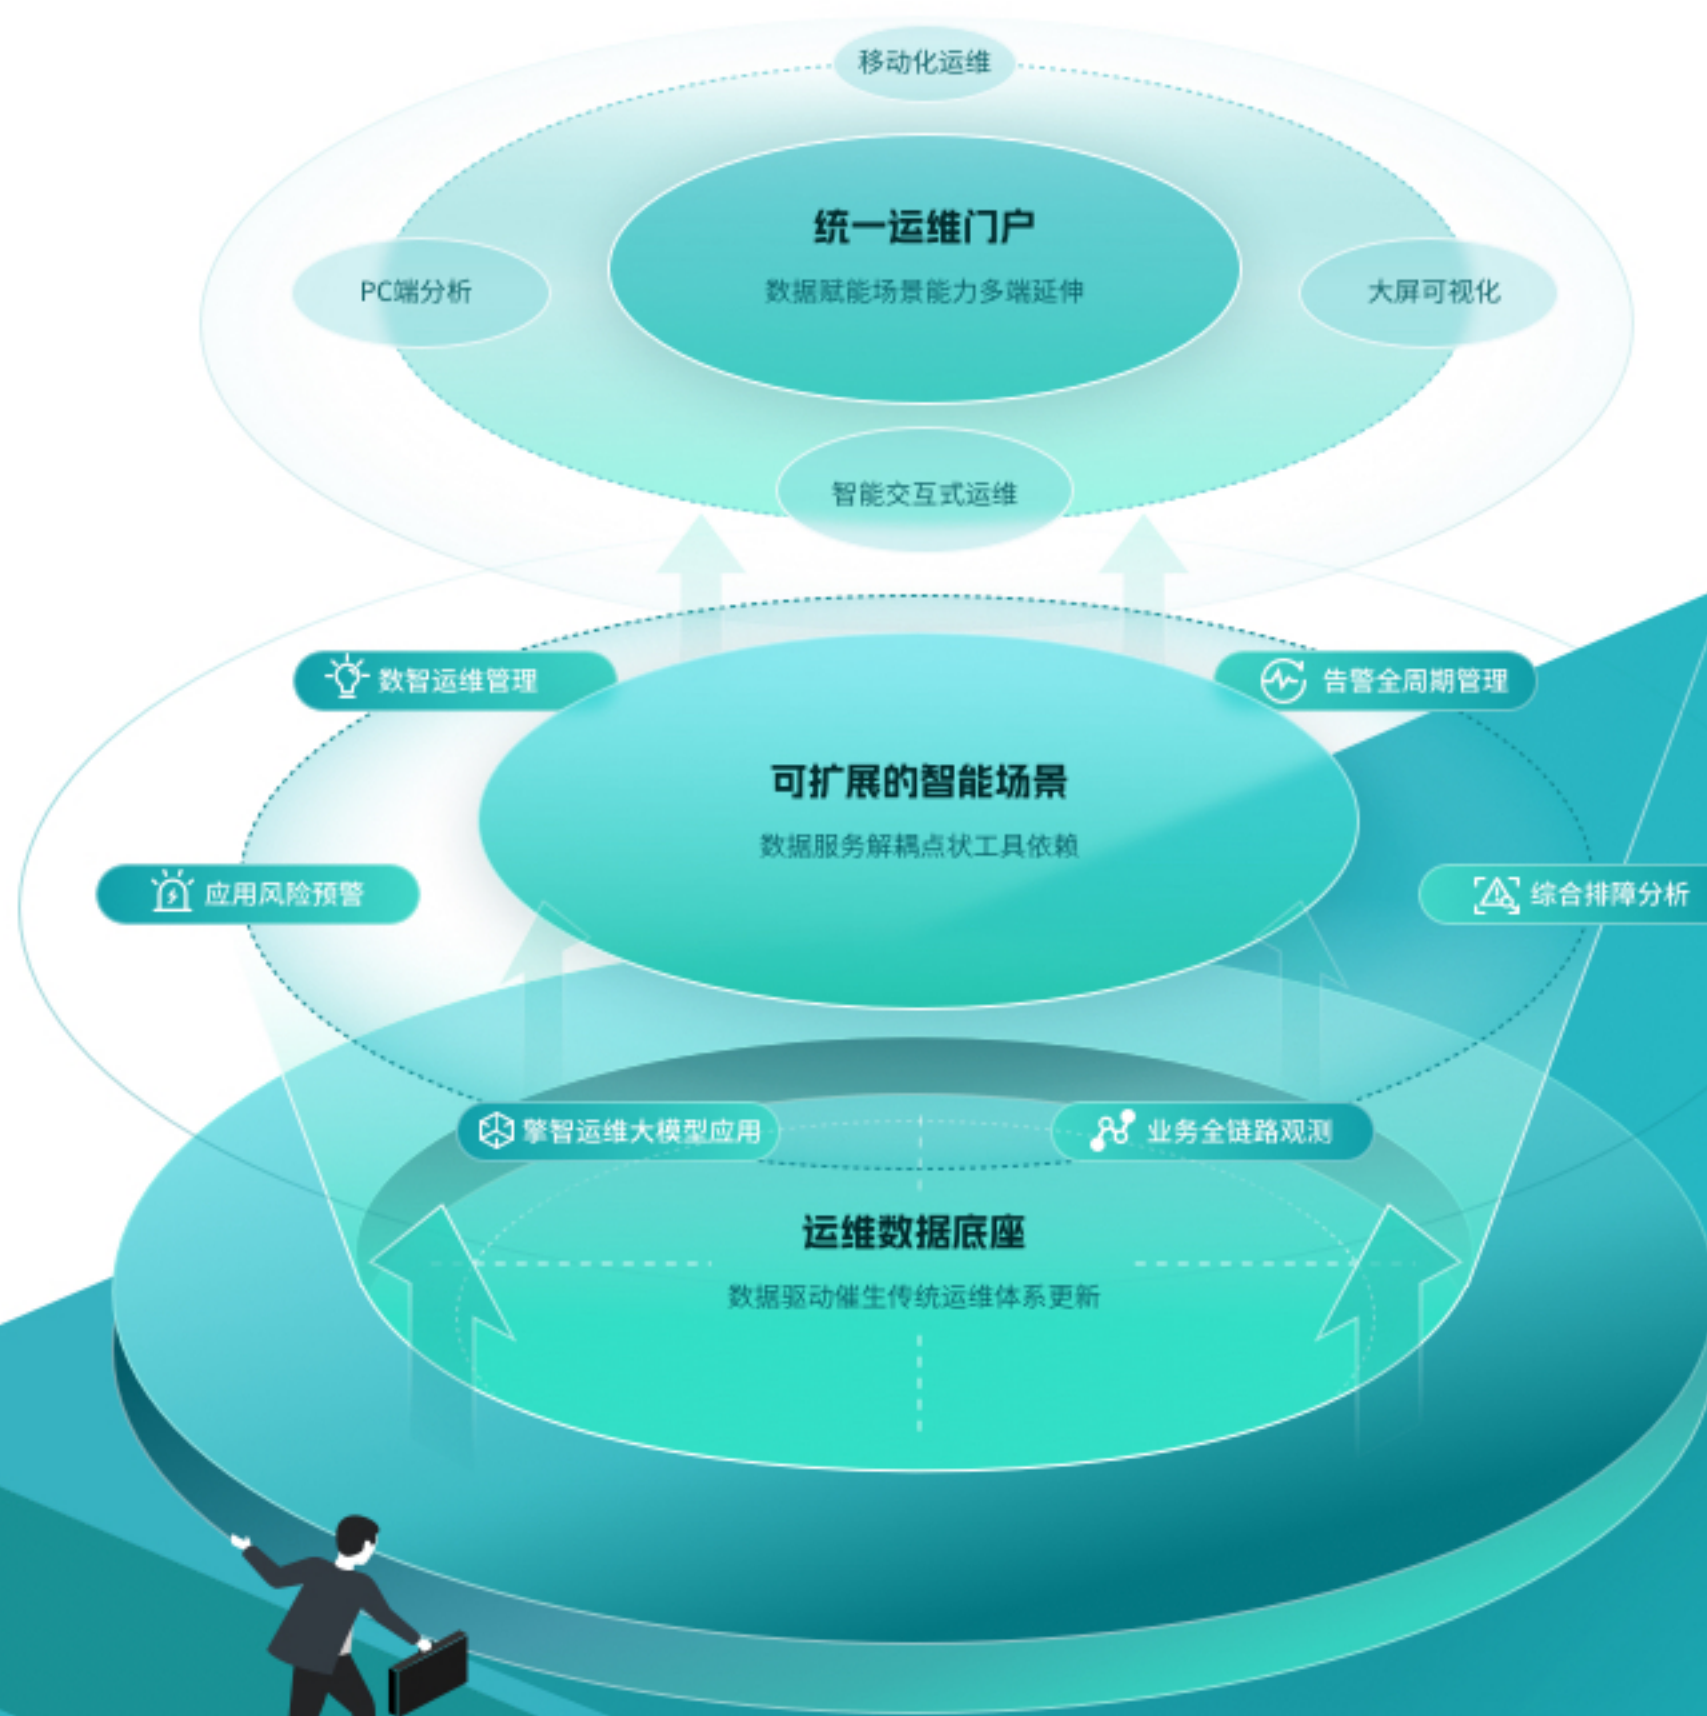 移动化运维
统一运维门户
数据赋能场景能力多端延伸
PC端分析
大屏可视化
智能交互式运维
数智运维管理
告警全周期管理
可扩展的智能场景
数据服务解耦点状工具依赖
应用风险预警
综合排障分析
擎智运维大模型应用
业务全链路观测
运维数据底座
数据驱动催生传统运维体系更新